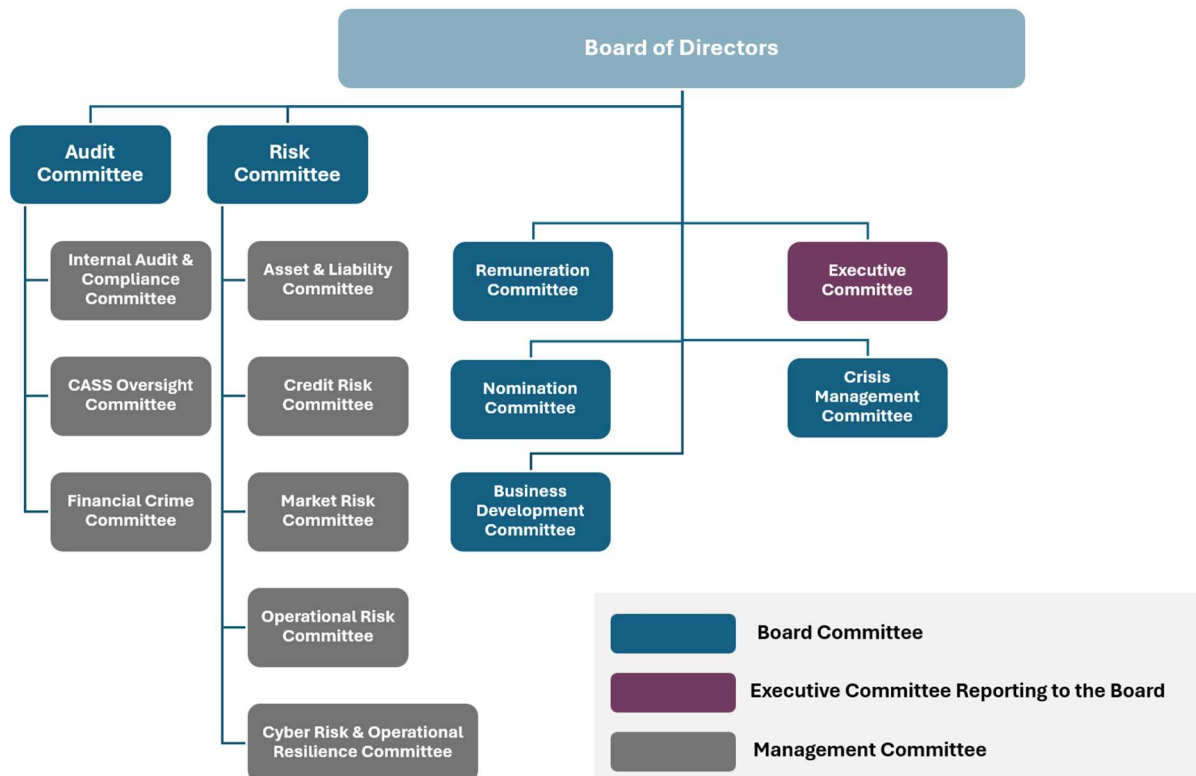 Board of Directors
Audit
Committee
Risk
Committee
Internal Audit &
Compliance
Committee
Asset & Liability
Committee
Remuneration
Committee
Executive
Committee
CASS Oversight
Committee
Credit Risk
Committee
Nomination
Committee
Crisis
Management
Committee
Financial Crime
Committee
Market Risk
Committee
Business
Development
Committee
Operational Risk
Committee
Cyber Risk & Operational
Resilience Committee
Board Committee
Executive Committee Reporting to the Board
Management Committee